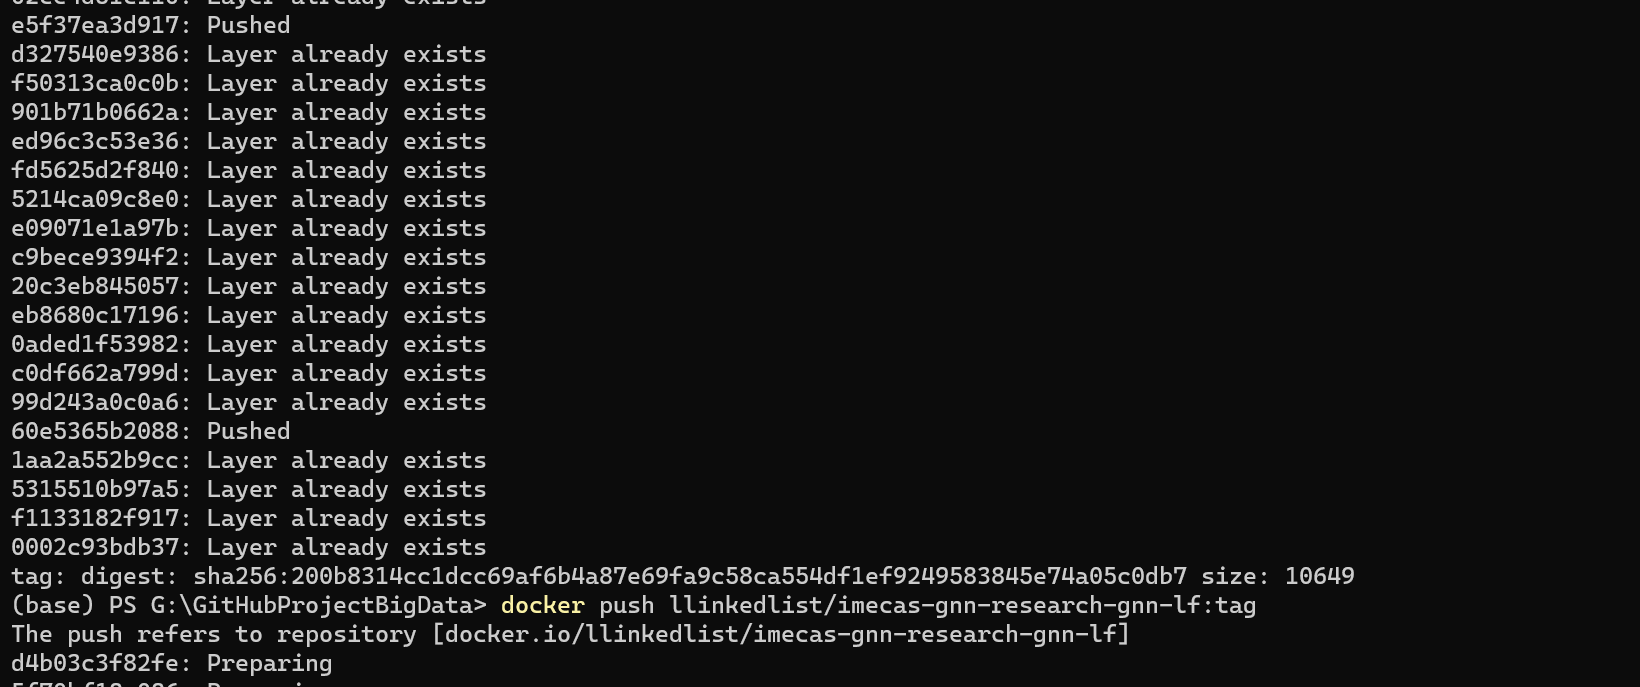 Layer already exists
e5f37ea3d917: Pushed
d327540e9386: Layer already exists
f50313ca0c0b: Layer already exists
901b71b0662a: Layer already exists
ed96c3c53e36: Layer already exists
fd5625d2f840: Layer already exists
5214ca09c8e0: Layer already exists
e09071e1a97b: Layer already exists
c9bece9394f2: Layer already exists
20c3eb845057: Layer already exists
eb8680c17196: Layer already exists
0aded1f53982: Layer already exists
c0df662a799d: Layer already exists
99d243a0c0a6: Layer already exists
60e5365b2088: Pushed
1aa2a552b9cc: Layer already exists
5315510b97a5: Layer already exists
f1133182f917: Layer already exists
0002c93bdb37: Layer already exists
tag: digest: sha256:200b8314cc1dcc69af6b4a87e69fa9c58ca554df1ef9249583845e74a05c0db7 size: 10649
(base) PS G:\GitHubProjectBigData> docker push llinkedlist/imecas-gnn-research-gnn-lf:tag
The push refers to repository [docker.io/llinkedlist/imecas-gnn-research-gnn-lf]
d4b03c3f82fe: Preparing